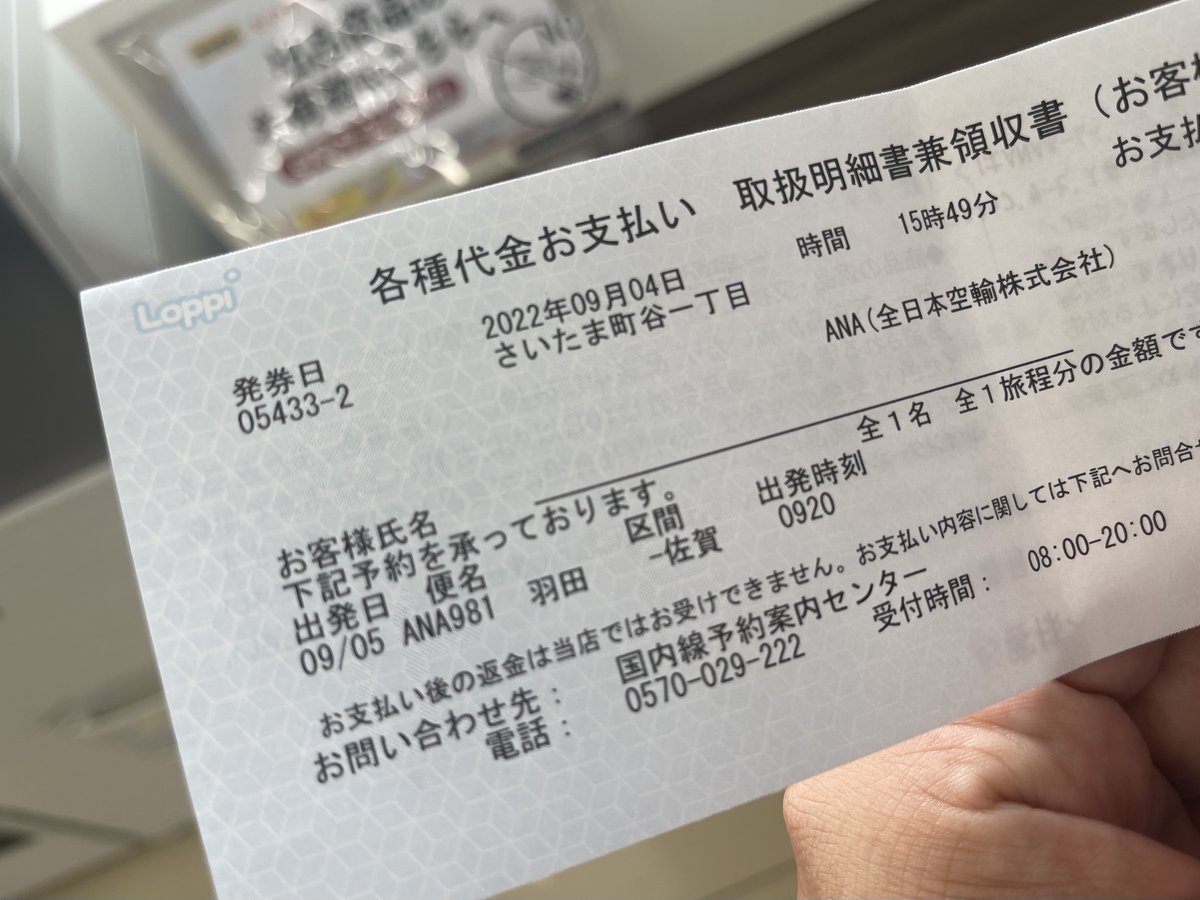 Loppi
各種代金お支払い 取扱明細書兼領収書（お客様
お支払
発券日 2022年09月04日 時間 15時49分
05433-2 さいたま町谷一丁目
ANA(全日本空輸株式会社)
お客様氏名 全１名 全１旅程分の金額です
下記予約を承っております。
出発日 便名 区間 出発時刻
09/05 ANA981 羽田 -佐賀 0920
お支払い後の返金は当店ではお受けできません。お支払い内容に関しては下記へお問合せ
お問い合わせ先： 国内線予約案内センター
電話： 0570-029-222 受付時間： 08:00-20:00